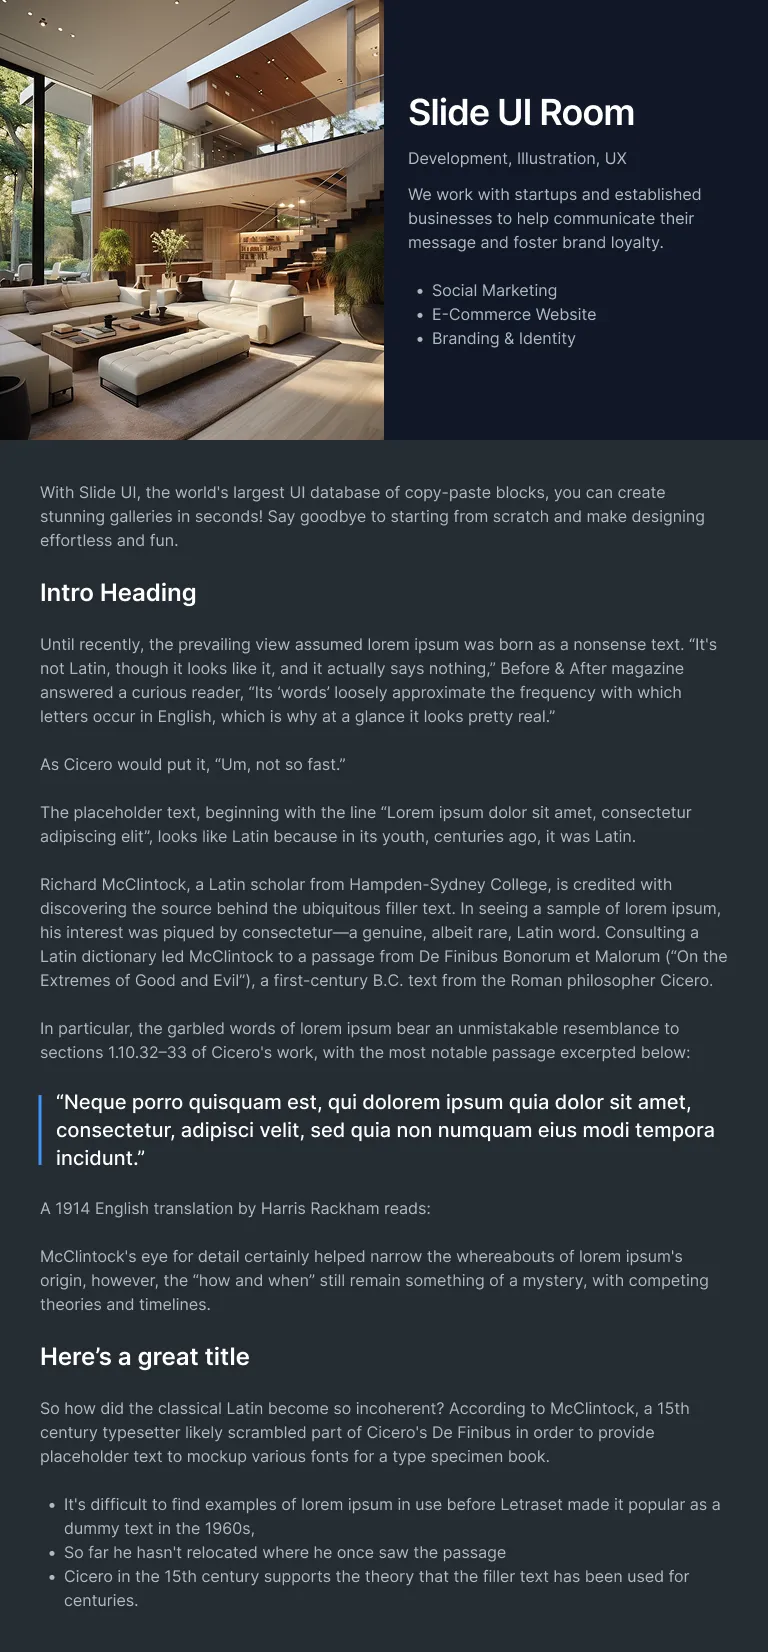 Slide UI Room
Development, Illustration, UX
We work with startups and established
businesses to help communicate their
message and foster brand loyalty.
• Social Marketing
• E-Commerce Website
• Branding & Identity
With Slide UI, the world's largest UI database of copy-paste blocks, you can create
stunning galleries in seconds! Say goodbye to starting from scratch and make designing
effortless and fun.
Intro Heading
Until recently, the prevailing view assumed lorem ipsum was born as a nonsense text. “It's
not Latin, though it looks like it, and it actually says nothing,” Before & After magazine
answered a curious reader, “Its ‘words’ loosely approximate the frequency with which
letters occur in English, which is why at a glance it looks pretty real.”
As Cicero would put it, “Um, not so fast.”
The placeholder text, beginning with the line “Lorem ipsum dolor sit amet, consectetur
adipiscing elit”, looks like Latin because in its youth, centuries ago, it was Latin.
Richard McClintock, a Latin scholar from Hampden-Sydney College, is credited with
discovering the source behind the ubiquitous filler text. In seeing a sample of lorem ipsum,
his interest was piqued by consectetur—a genuine, albeit rare, Latin word. Consulting a
Latin dictionary led McClintock to a passage from De Finibus Bonorum et Malorum (“On the
Extremes of Good and Evil”), a first-century B.C. text from the Roman philosopher Cicero.
In particular, the garbled words of lorem ipsum bear an unmistakable resemblance to
sections 1.10.32–33 of Cicero's work, with the most notable passage excerpted below:
“Neque porro quisquam est, qui dolorem ipsum quia dolor sit amet,
consectetur, adipisci velit, sed quia non numquam eius modi tempora
incidunt.”
A 1914 English translation by Harris Rackham reads:
McClintock's eye for detail certainly helped narrow the whereabouts of lorem ipsum's
origin, however, the “how and when” still remain something of a mystery, with competing
theories and timelines.
Here’s a great title
So how did the classical Latin become so incoherent? According to McClintock, a 15th
century typesetter likely scrambled part of Cicero's De Finibus in order to provide
placeholder text to mockup various fonts for a type specimen book.
• It's difficult to find examples of lorem ipsum in use before Letraset made it popular as a
dummy text in the 1960s,
• So far he hasn't relocated where he once saw the passage
• Cicero in the 15th century supports the theory that the filler text has been used for
centuries.